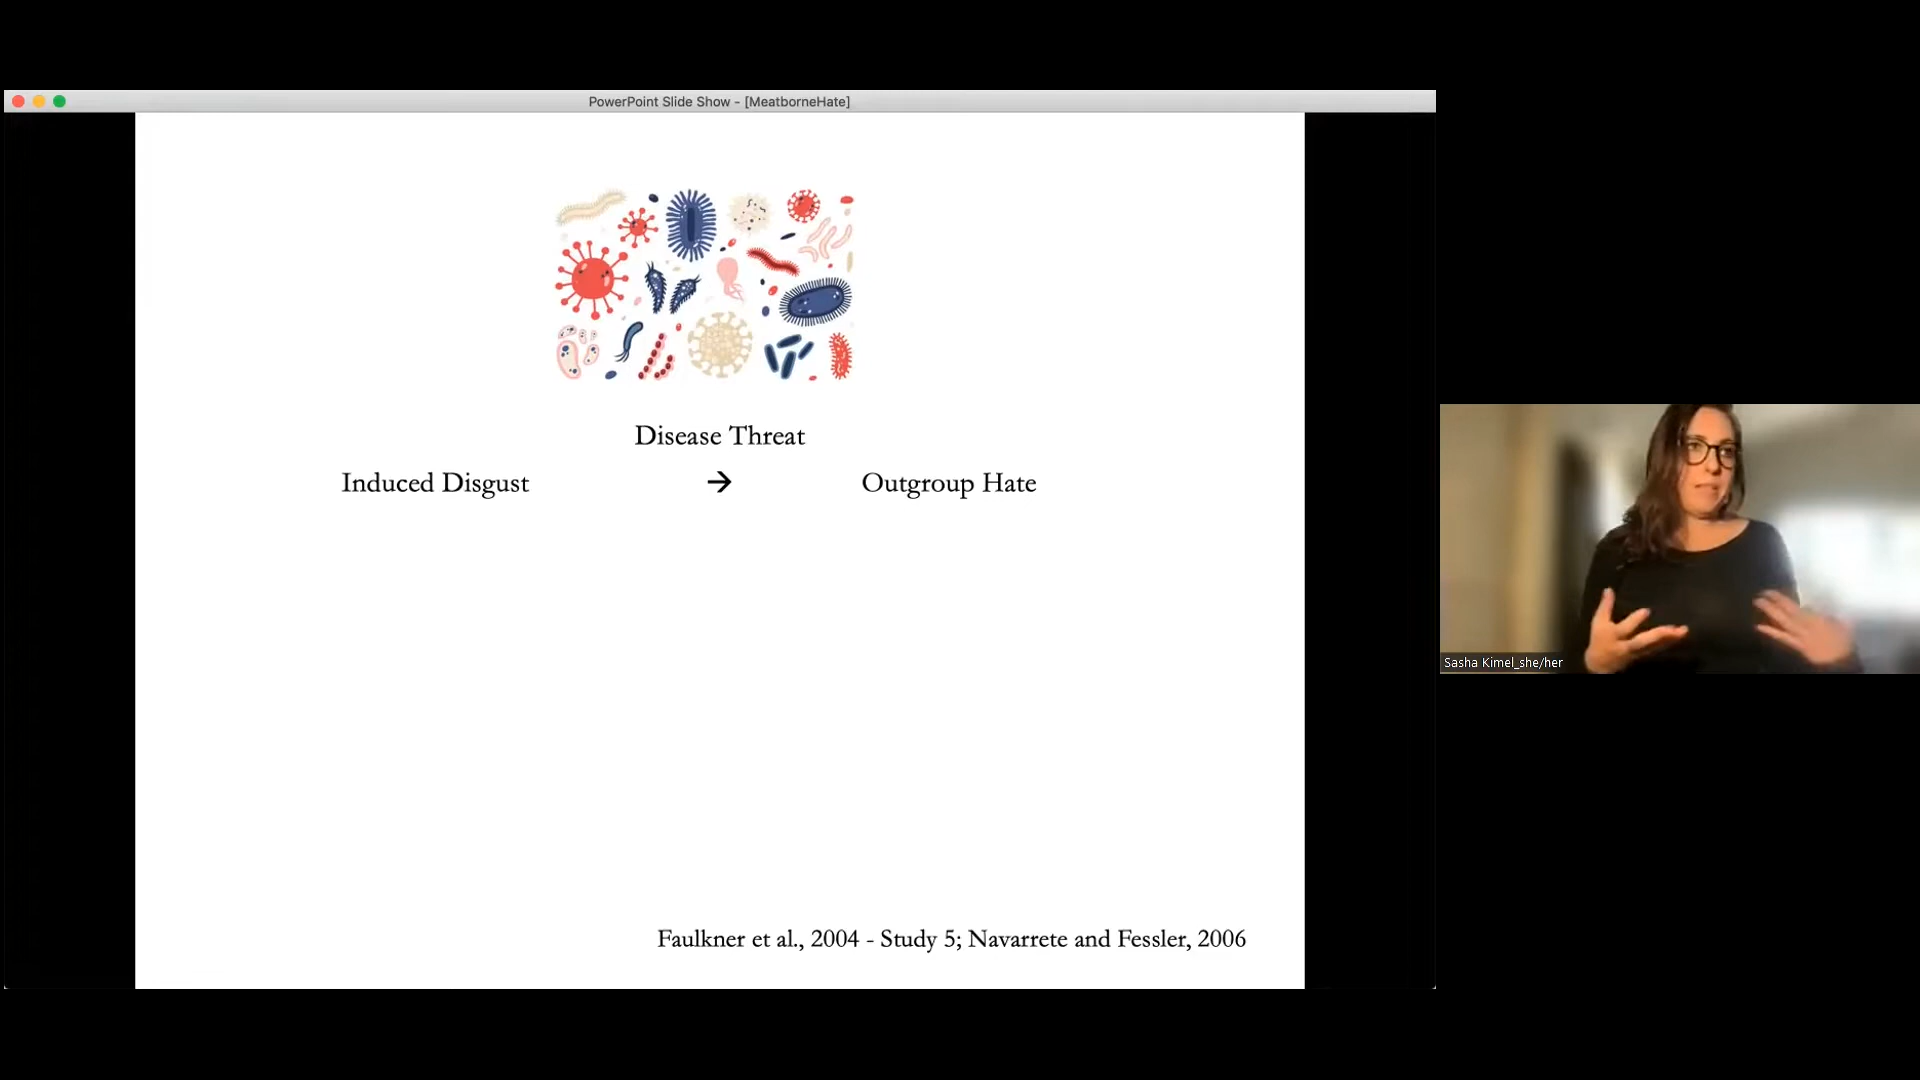 PowerPoint Slide Show - [MeatborneHate]
Disease Threat
Induced Disgust → Outgroup Hate
Faulkner et al., 2004 - Study 5; Navarrete and Fessler, 2006
Sasha Kimel_she/her